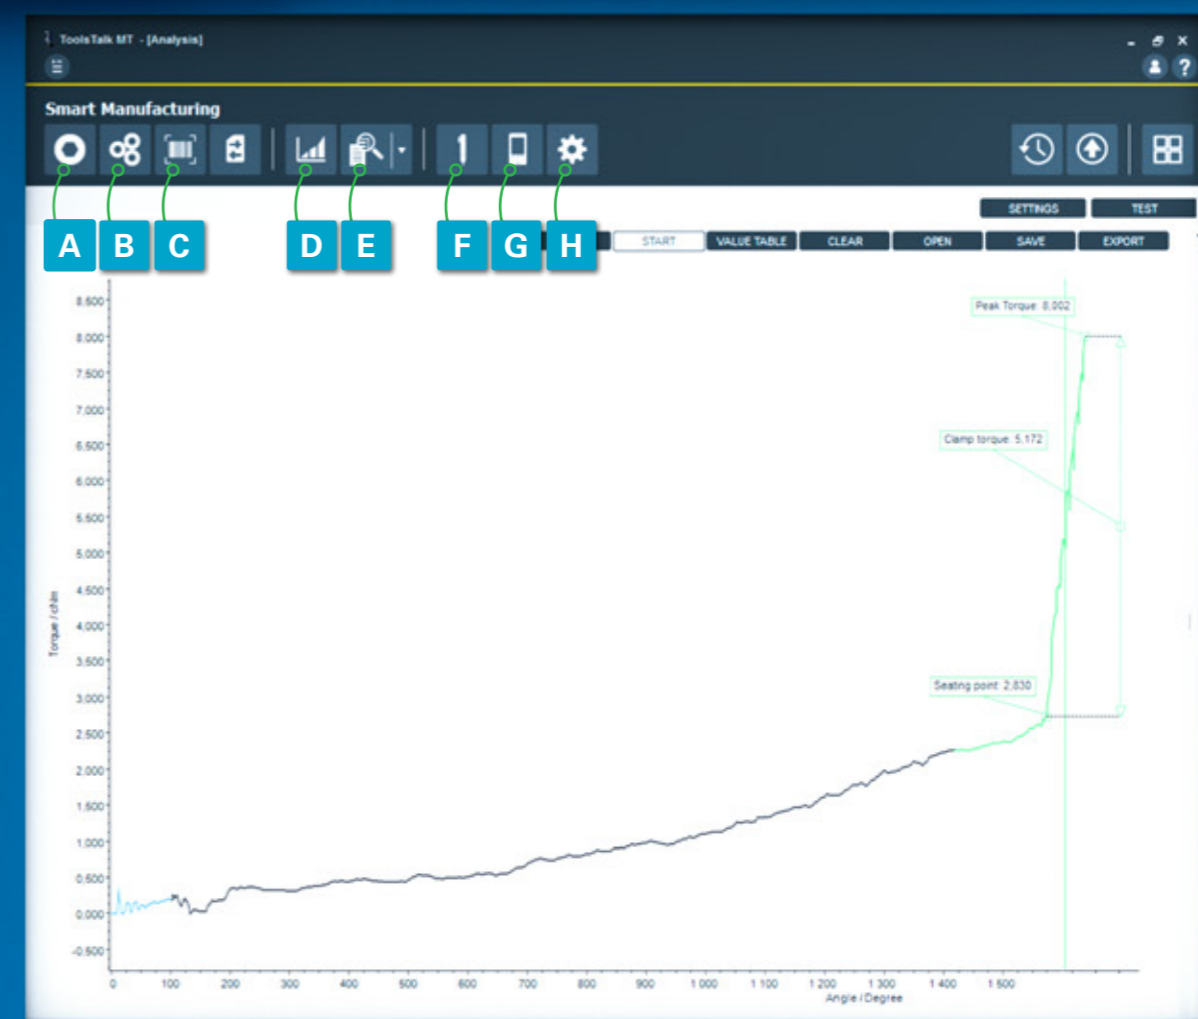 ToolsTalk MT - [Analysis]
?
Smart Manufacturing
A B C D E F G H
SETTINGS TEST
START VALUE TABLE CLEAR OPEN SAVE EXPORT
8,600
8,000
7,500
7,000
6,500
6,000
5,500
5,000
4,500
4,000
3,500
3,000
2,500
2,000
1,500
1,000
0,500
0,000
-0,500
Torque / cNm
Peak Torque: 8,002
Clamp torque: 5,172
Seating point: 2,830
0 100 200 300 400 500 600 700 800 900 1 000 1 100 1 200 1 300 1 400 1 500
Angle / Degree